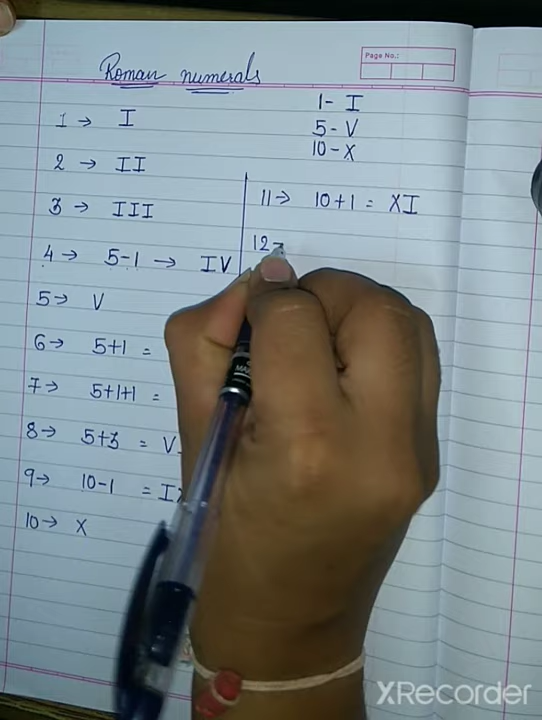 Roman numerals
Page No.:
1 - I
5 - V
10 - X
1 → I
2 → II
3 → III
4 → 5-1 → IV
5 → V
6 → 5+1 =
7 → 5+1+1 =
8 → 5+3 = V
9 → 10-1 = IX
10 → X
11 → 10+1 = XI
12
XRecorder